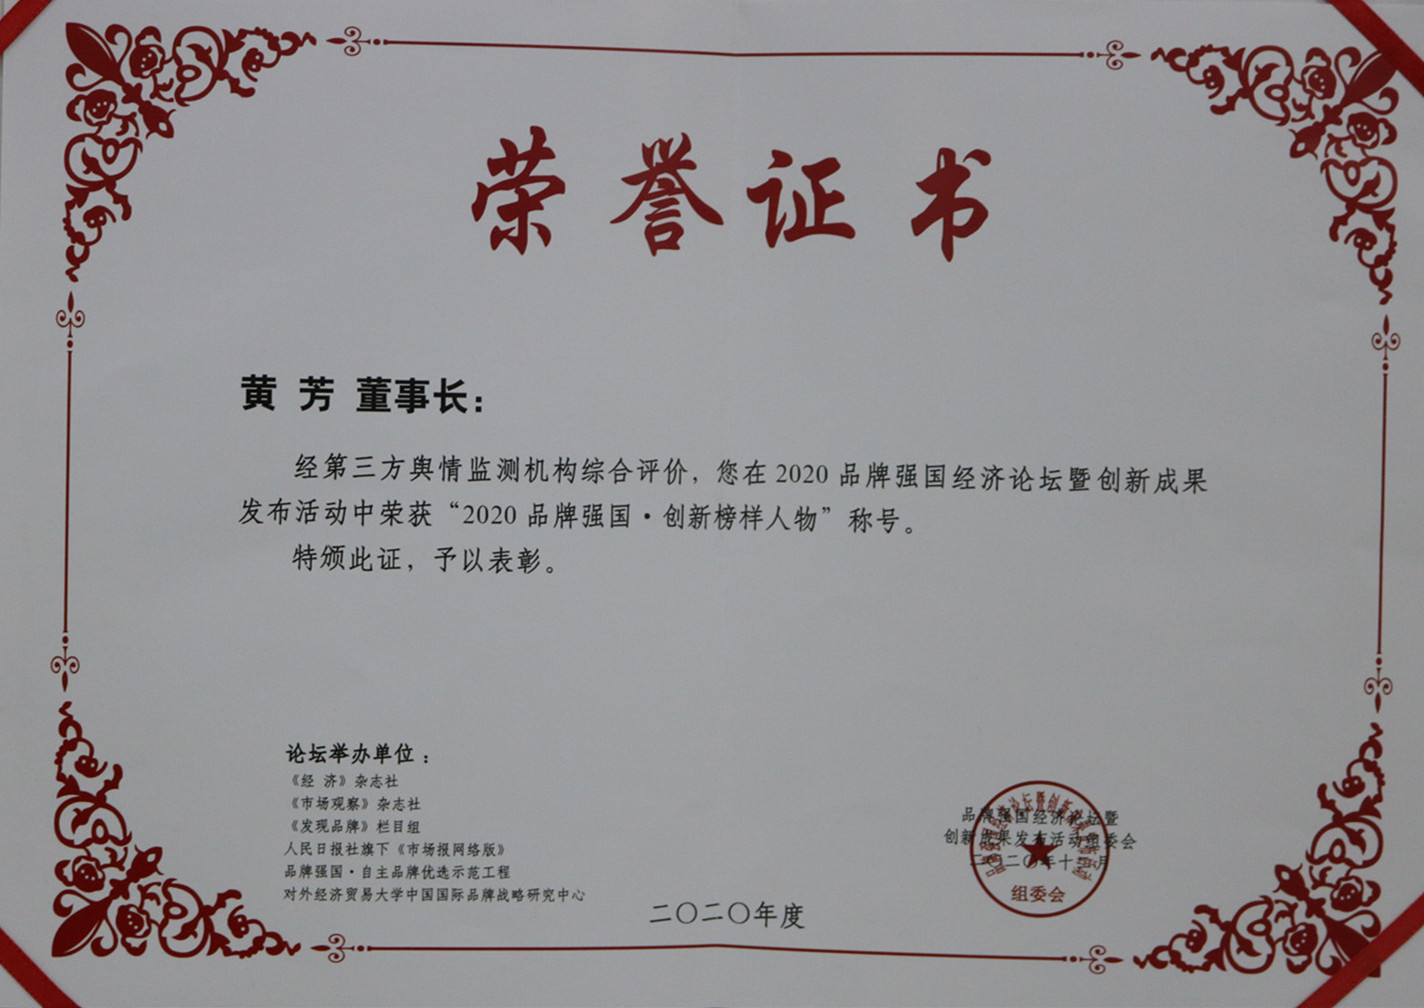 荣誉证书
黄 芳 董事长：
经第三方舆情监测机构综合评价，您在 2020 品牌强国经济论坛暨创新成果
发布活动中荣获“2020 品牌强国·创新榜样人物”称号。
特颁此证，予以表彰。
论坛举办单位：
《经 济》杂志社
《市场观察》杂志社
《发现品牌》栏目组
人民日报社旗下《市场报网络版》
品牌强国·自主品牌优选示范工程
对外经济贸易大学中国国际品牌战略研究中心
品牌强国经济论坛暨
创新成果发布活动组委会
组委会
二〇二〇年度